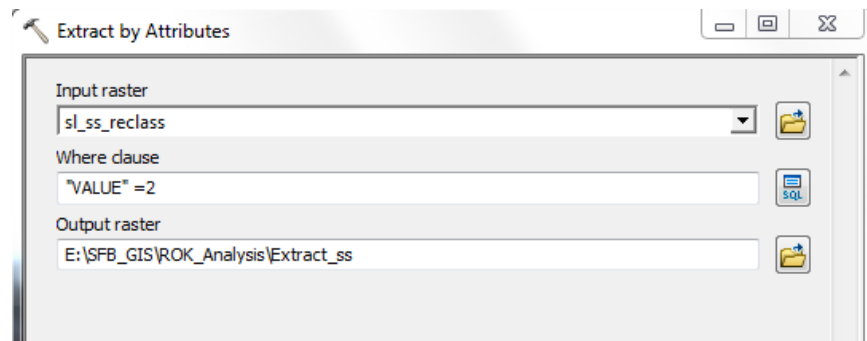 Extract by Attributes
Input raster
sl_ss_reclass
Where clause
"VALUE" =2
SQL
Output raster
E:\SFB_GIS\ROK_Analysis\Extract_ss